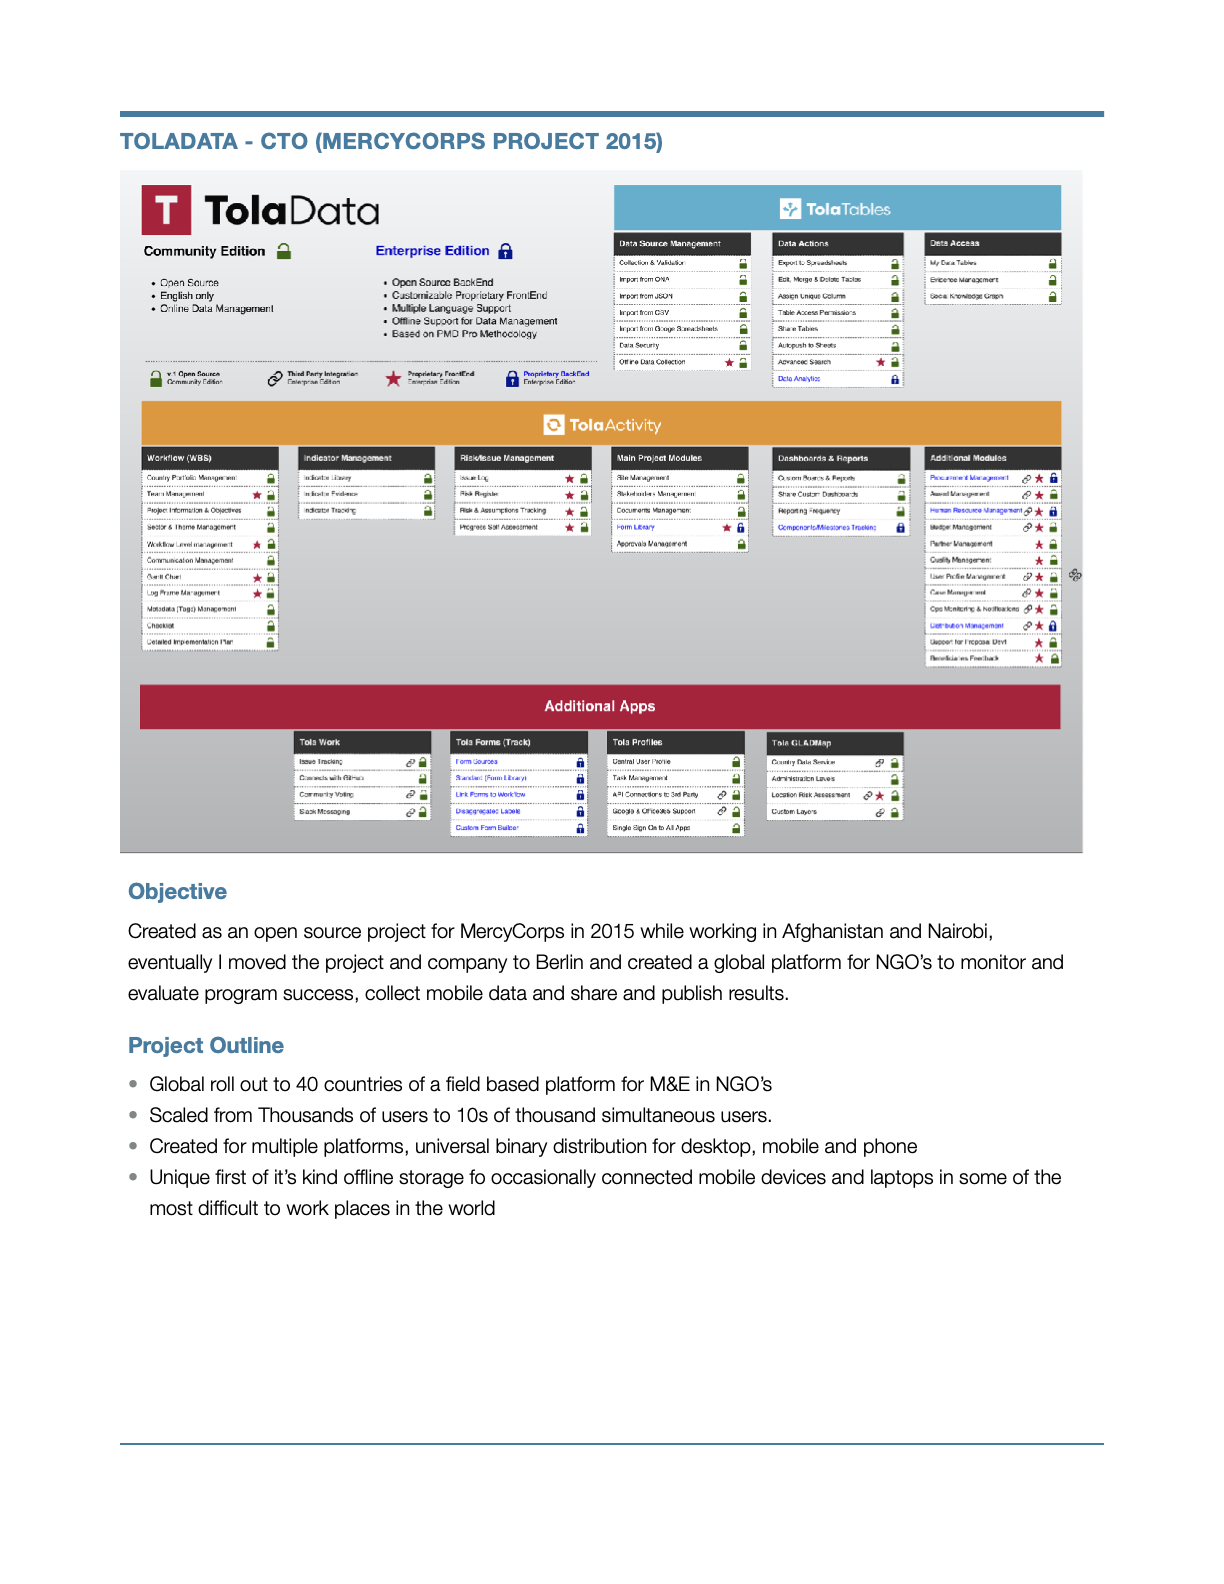 TOLADATA - CTO (MERCYCORPS PROJECT 2015)
T TolaData
Community Edition
Enterprise Edition
• Open Source
• English only
• Online Data Management
• Open Source BackEnd
• Customizable Proprietary FrontEnd
• Multiple Language Support
• Offline Support for Data Management
• Based on PMD Pro Methodology
v.1 Open Source
Community Edition
Third Party Integration
Enterprise Edition
Proprietary FrontEnd
Enterprise Edition
Proprietary BackEnd
Enterprise Edition
TolaTables
Data Source Management
Collection & Validation
Import from ONA
Import from JSON
Import from CSV
Import from Googe Spreadsheets
Data Security
Offline Data Collection
Data Actions
Export to Spreadsheets
Edit, Merge & Delete Tables
Assign Unique Column
Table Access Permissions
Share Tables
Autopush to Sheets
Advanced Search
Data Analytics
Data Access
My Data Tables
Evidence Management
Social Knowledge Graph
TolaActivity
Workflow (WBS)
Country Portfolio Management
Team Management
Project Information & Objectives
Sector & Theme Management
Workflow Level management
Communication Management
Gantt Chart
Log Frame Management
Metadata (Tags) Management
Checklist
Detailed Implementation Plan
Indicator Management
Indicator Library
Indicator Evidence
Indicator Tracking
Risk/Issue Management
Issue Log
Risk Register
Risk & Assumptions Tracking
Progress Self Assessment
Main Project Modules
Site Management
Stakeholders Management
Documents Management
Form Library
Approvals Management
Dashboards & Reports
Custom Boards & Reports
Share Custom Dashboards
Reporting Frequency
Components/Milestones Tracking
Additional Modules
Procurement Management
Award Management
Human Resource Management
Budget Management
Partner Management
Quality Management
User Profile Management
Case Management
Ops Monitoring & Notifications
Distribution Management
Support for Proposal Devt
Beneficiaries Feedback
Additional Apps
Tola Work
Issue Tracking
Connects with GitHub
Community Voting
Slack Messaging
Tola Forms (Track)
Form Sources
Standard (Form Library)
Link Forms to Workflow
Disaggregated Labels
Custom Form Builder
Tola Profiles
Central User Profile
Task Management
API Connections to 3rd Party
Google & Office365 Support
Single Sign On to All Apps
Tola GLADMap
Country Data Service
Administration Levels
Location Risk Assessment
Custom Layers
Objective
Created as an open source project for MercyCorps in 2015 while working in Afghanistan and Nairobi,
eventually I moved the project and company to Berlin and created a global platform for NGO's to monitor and
evaluate program success, collect mobile data and share and publish results.
Project Outline
• Global roll out to 40 countries of a field based platform for M&E in NGO's
• Scaled from Thousands of users to 10s of thousand simultaneous users.
• Created for multiple platforms, universal binary distribution for desktop, mobile and phone
• Unique first of it's kind offline storage fo occasionally connected mobile devices and laptops in some of the
most difficult to work places in the world